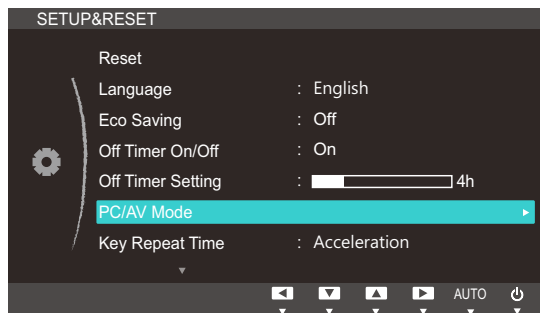 SETUP&RESET
Reset
Language : English
Eco Saving : Off
Off Timer On/Off : On
Off Timer Setting : 4h
PC/AV Mode
Key Repeat Time : Acceleration
AUTO